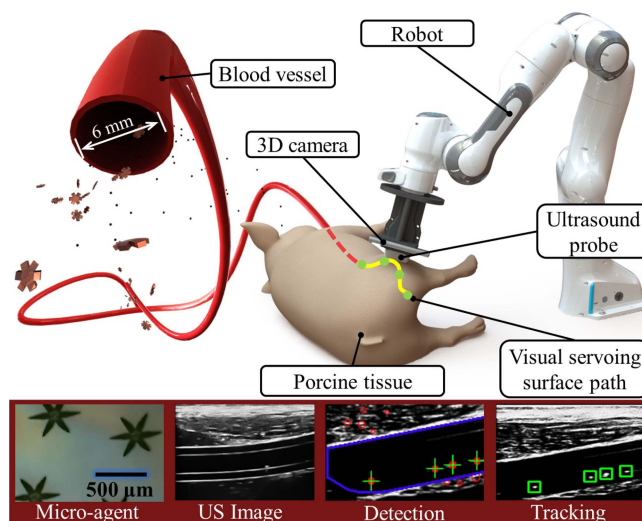 Robot
Blood vessel
6 mm
3D camera
Ultrasound
probe
Visual servoing
surface path
Porcine tissue
500 μm
Micro-agent
US Image
Detection
Tracking